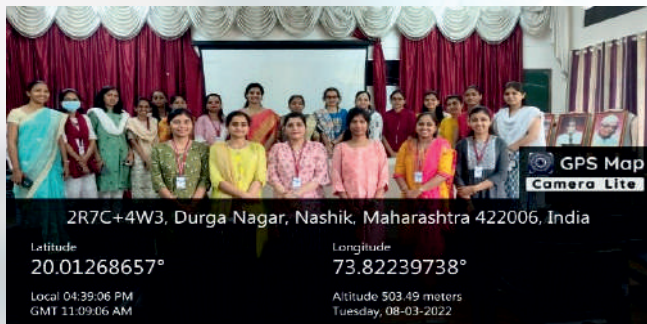 GPS Map
Camera Lite
2R7C+4W3, Durga Nagar, Nashik, Maharashtra 422006, India
Latitude
20.01268657°
Longitude
73.82239738°
Local 04:39:06 PM
GMT 11:09:06 AM
Altitude 503.49 meters
Tuesday, 08-03-2022